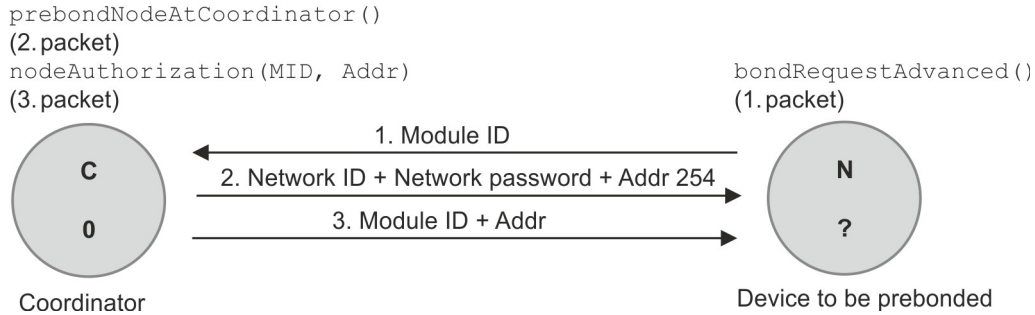 prebondNodeAtCoordinator()
(2. packet)
nodeAuthorization(MID, Addr)
(3. packet)
bondRequestAdvanced()
(1. packet)
1. Module ID
2. Network ID + Network password + Addr 254
3. Module ID + Addr
C
0
N
?
Coordinator
Device to be prebonded